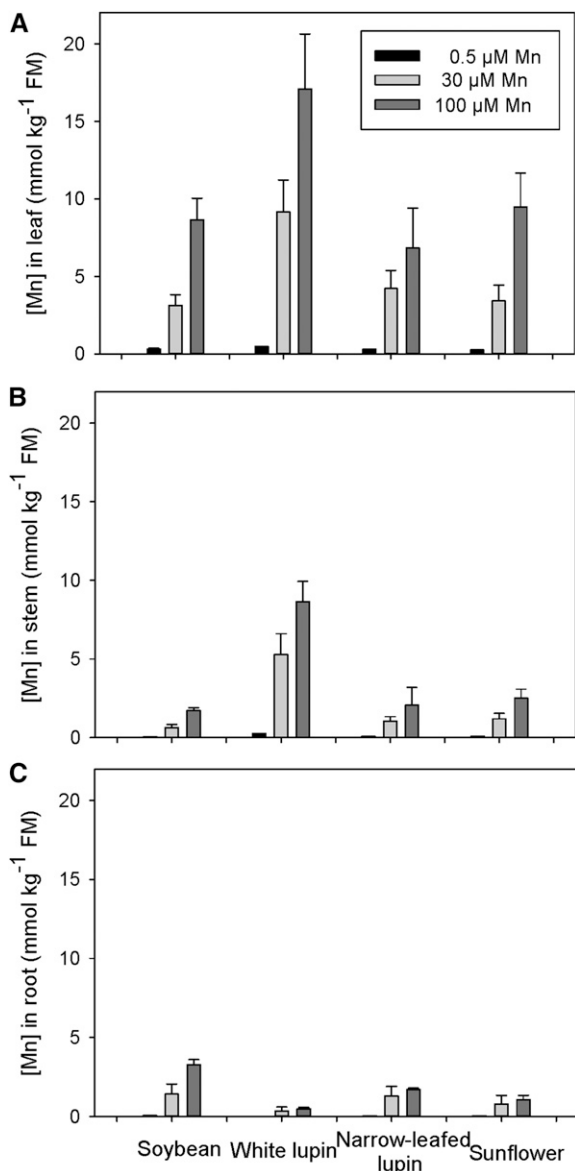 A
[Mn] in leaf (mmol kg⁻¹ FM)
20
15
10
5
0
0.5 µM Mn
30 µM Mn
100 µM Mn
B
[Mn] in stem (mmol kg⁻¹ FM)
20
15
10
5
0
C
[Mn] in root (mmol kg⁻¹ FM)
20
15
10
5
0
Soybean White lupin Narrow-leafed lupin Sunflower